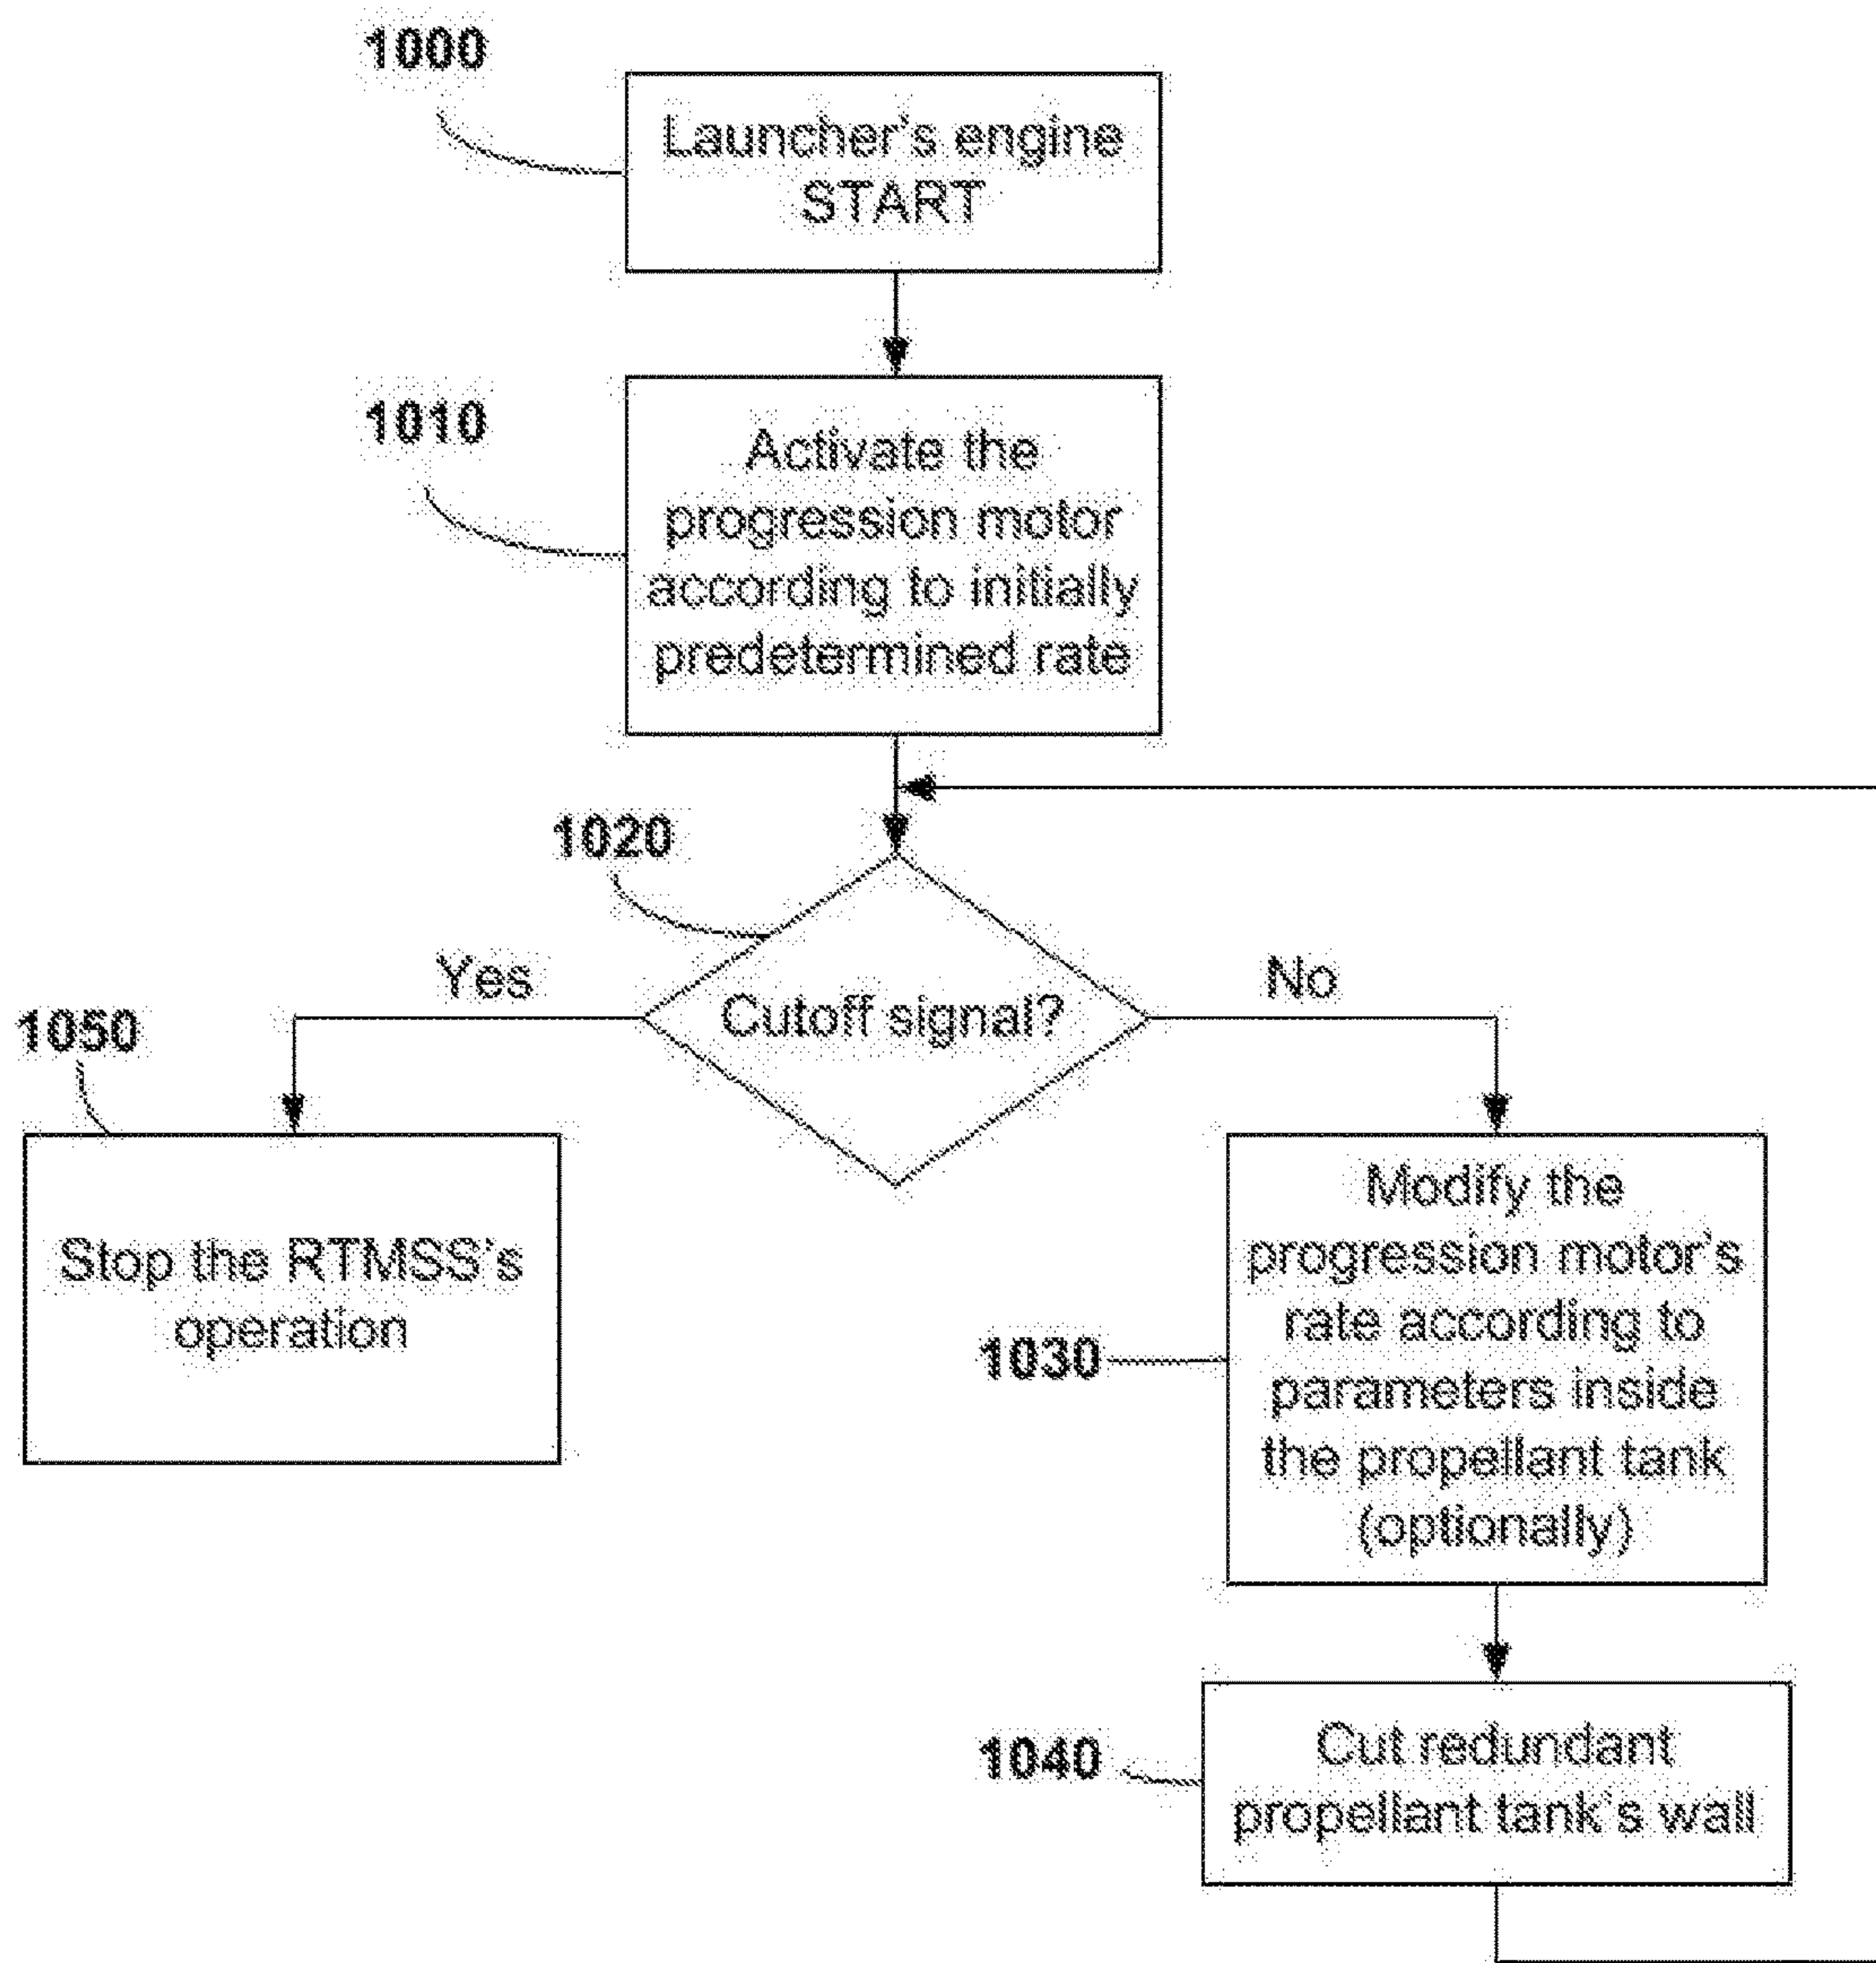 1000
Launcher's engine
START
1010
Activate the
progression motor
according to initially
predetermined rate
1020
Yes
Cutoff signal?
No
1050
Stop the RTMSS's
operation
1030
Modify the
progression motor's
rate according to
parameters inside
the propellant tank
(optionally)
1040
Cut redundant
propellant tank's wall